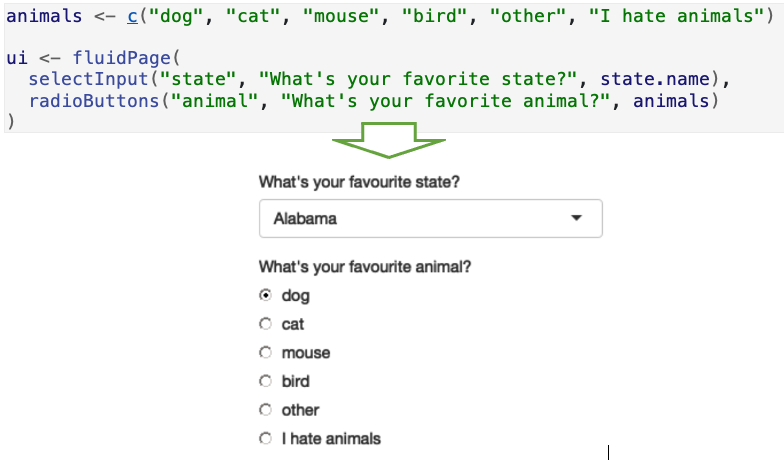 animals <- c("dog", "cat", "mouse", "bird", "other", "I hate animals")
ui <- fluidPage(
  selectInput("state", "What's your favorite state?", state.name),
  radioButtons("animal", "What's your favorite animal?", animals)
)
What's your favourite state?
Alabama
What's your favourite animal?
dog
cat
mouse
bird
other
I hate animals